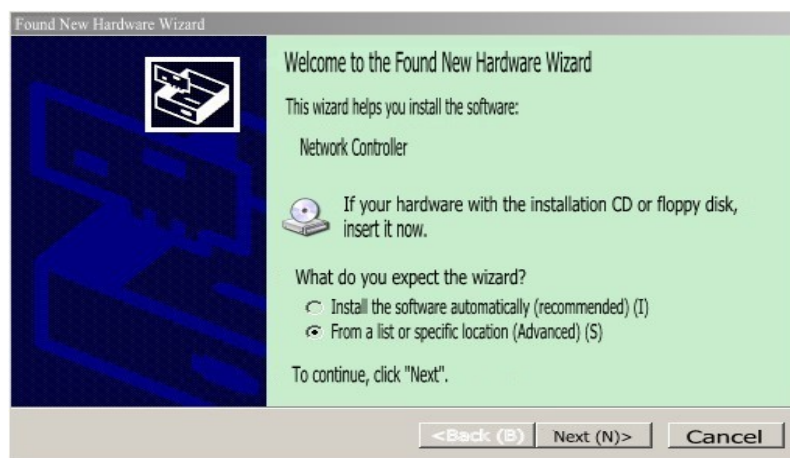 Found New Hardware Wizard
Welcome to the Found New Hardware Wizard
This wizard helps you install the software:
Network Controller
If your hardware with the installation CD or floppy disk,
insert it now.
What do you expect the wizard?
Install the software automatically (recommended) (I)
From a list or specific location (Advanced) (S)
To continue, click "Next".
<Back (B) Next (N)> Cancel